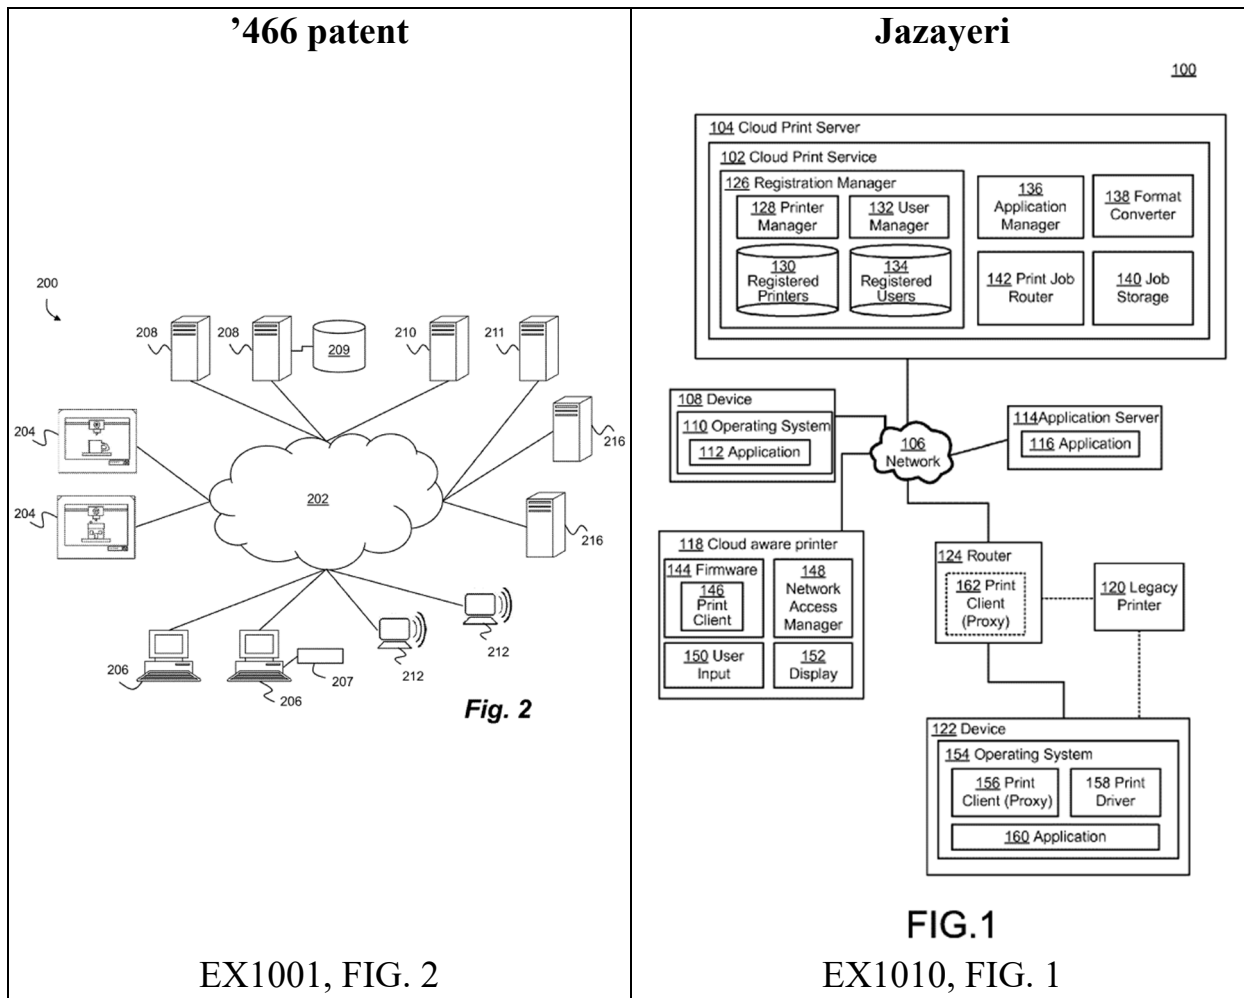 ’466 patent
200
208
208
209
210
211
204
216
202
204
216
212
206
206
207
212
Fig. 2
EX1001, FIG. 2
Jazayeri
100
104 Cloud Print Server
102 Cloud Print Service
126 Registration Manager
128 Printer
Manager
132 User
Manager
136
Application
Manager
138 Format
Converter
130
Registered
Printers
134
Registered
Users
142 Print Job
Router
140 Job
Storage
108 Device
110 Operating System
112 Application
106
Network
114Application Server
116 Application
118 Cloud aware printer
144 Firmware
146
Print
Client
148
Network
Access
Manager
150 User
Input
152
Display
124 Router
162 Print
Client
(Proxy)
120 Legacy
Printer
122 Device
154 Operating System
156 Print
Client (Proxy)
158 Print
Driver
160 Application
FIG.1
EX1010, FIG. 1